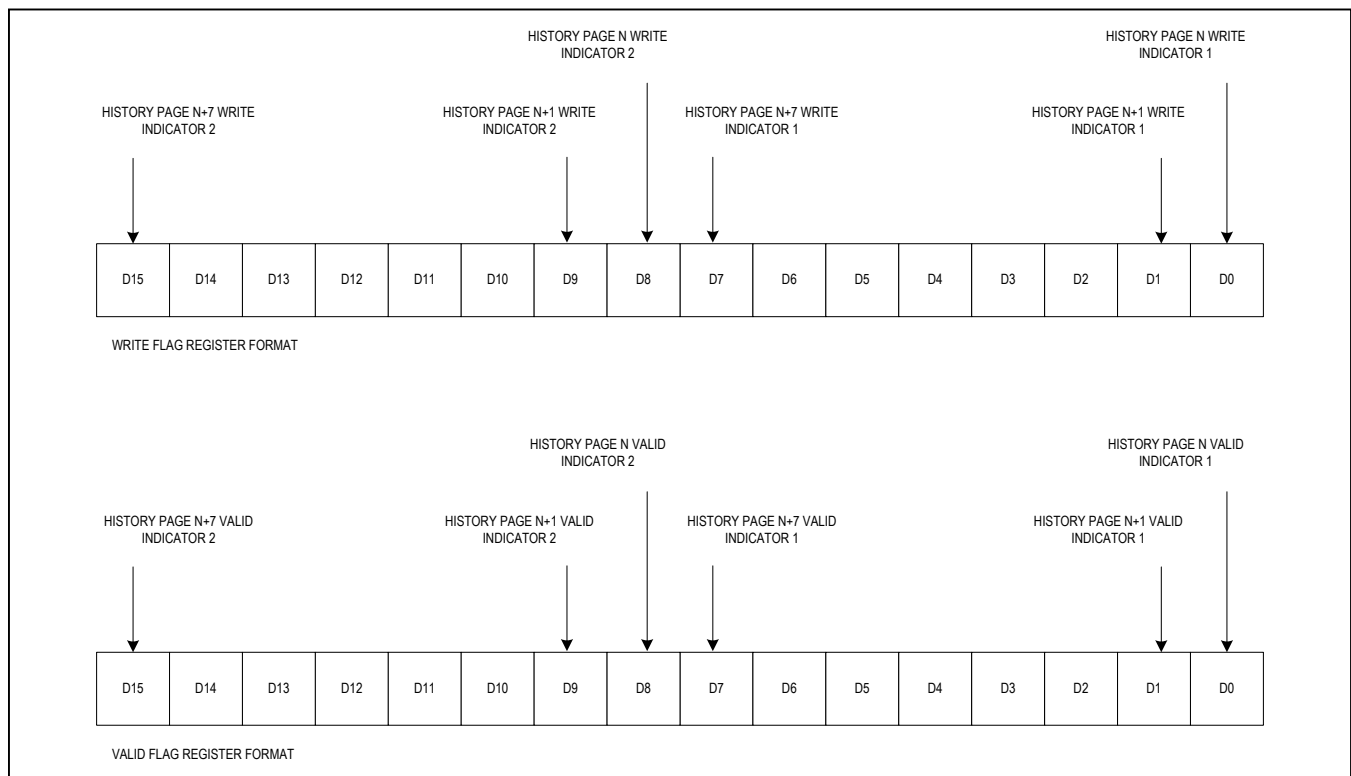 HISTORY PAGE N WRITE
INDICATOR 2
HISTORY PAGE N WRITE
INDICATOR 1
HISTORY PAGE N+7 WRITE
INDICATOR 2
HISTORY PAGE N+1 WRITE
INDICATOR 2
HISTORY PAGE N+7 WRITE
INDICATOR 1
HISTORY PAGE N+1 WRITE
INDICATOR 1
D15 D14 D13 D12 D11 D10 D9 D8 D7 D6 D5 D4 D3 D2 D1 D0
WRITE FLAG REGISTER FORMAT
HISTORY PAGE N VALID
INDICATOR 2
HISTORY PAGE N VALID
INDICATOR 1
HISTORY PAGE N+7 VALID
INDICATOR 2
HISTORY PAGE N+1 VALID
INDICATOR 2
HISTORY PAGE N+7 VALID
INDICATOR 1
HISTORY PAGE N+1 VALID
INDICATOR 1
D15 D14 D13 D12 D11 D10 D9 D8 D7 D6 D5 D4 D3 D2 D1 D0
VALID FLAG REGISTER FORMAT